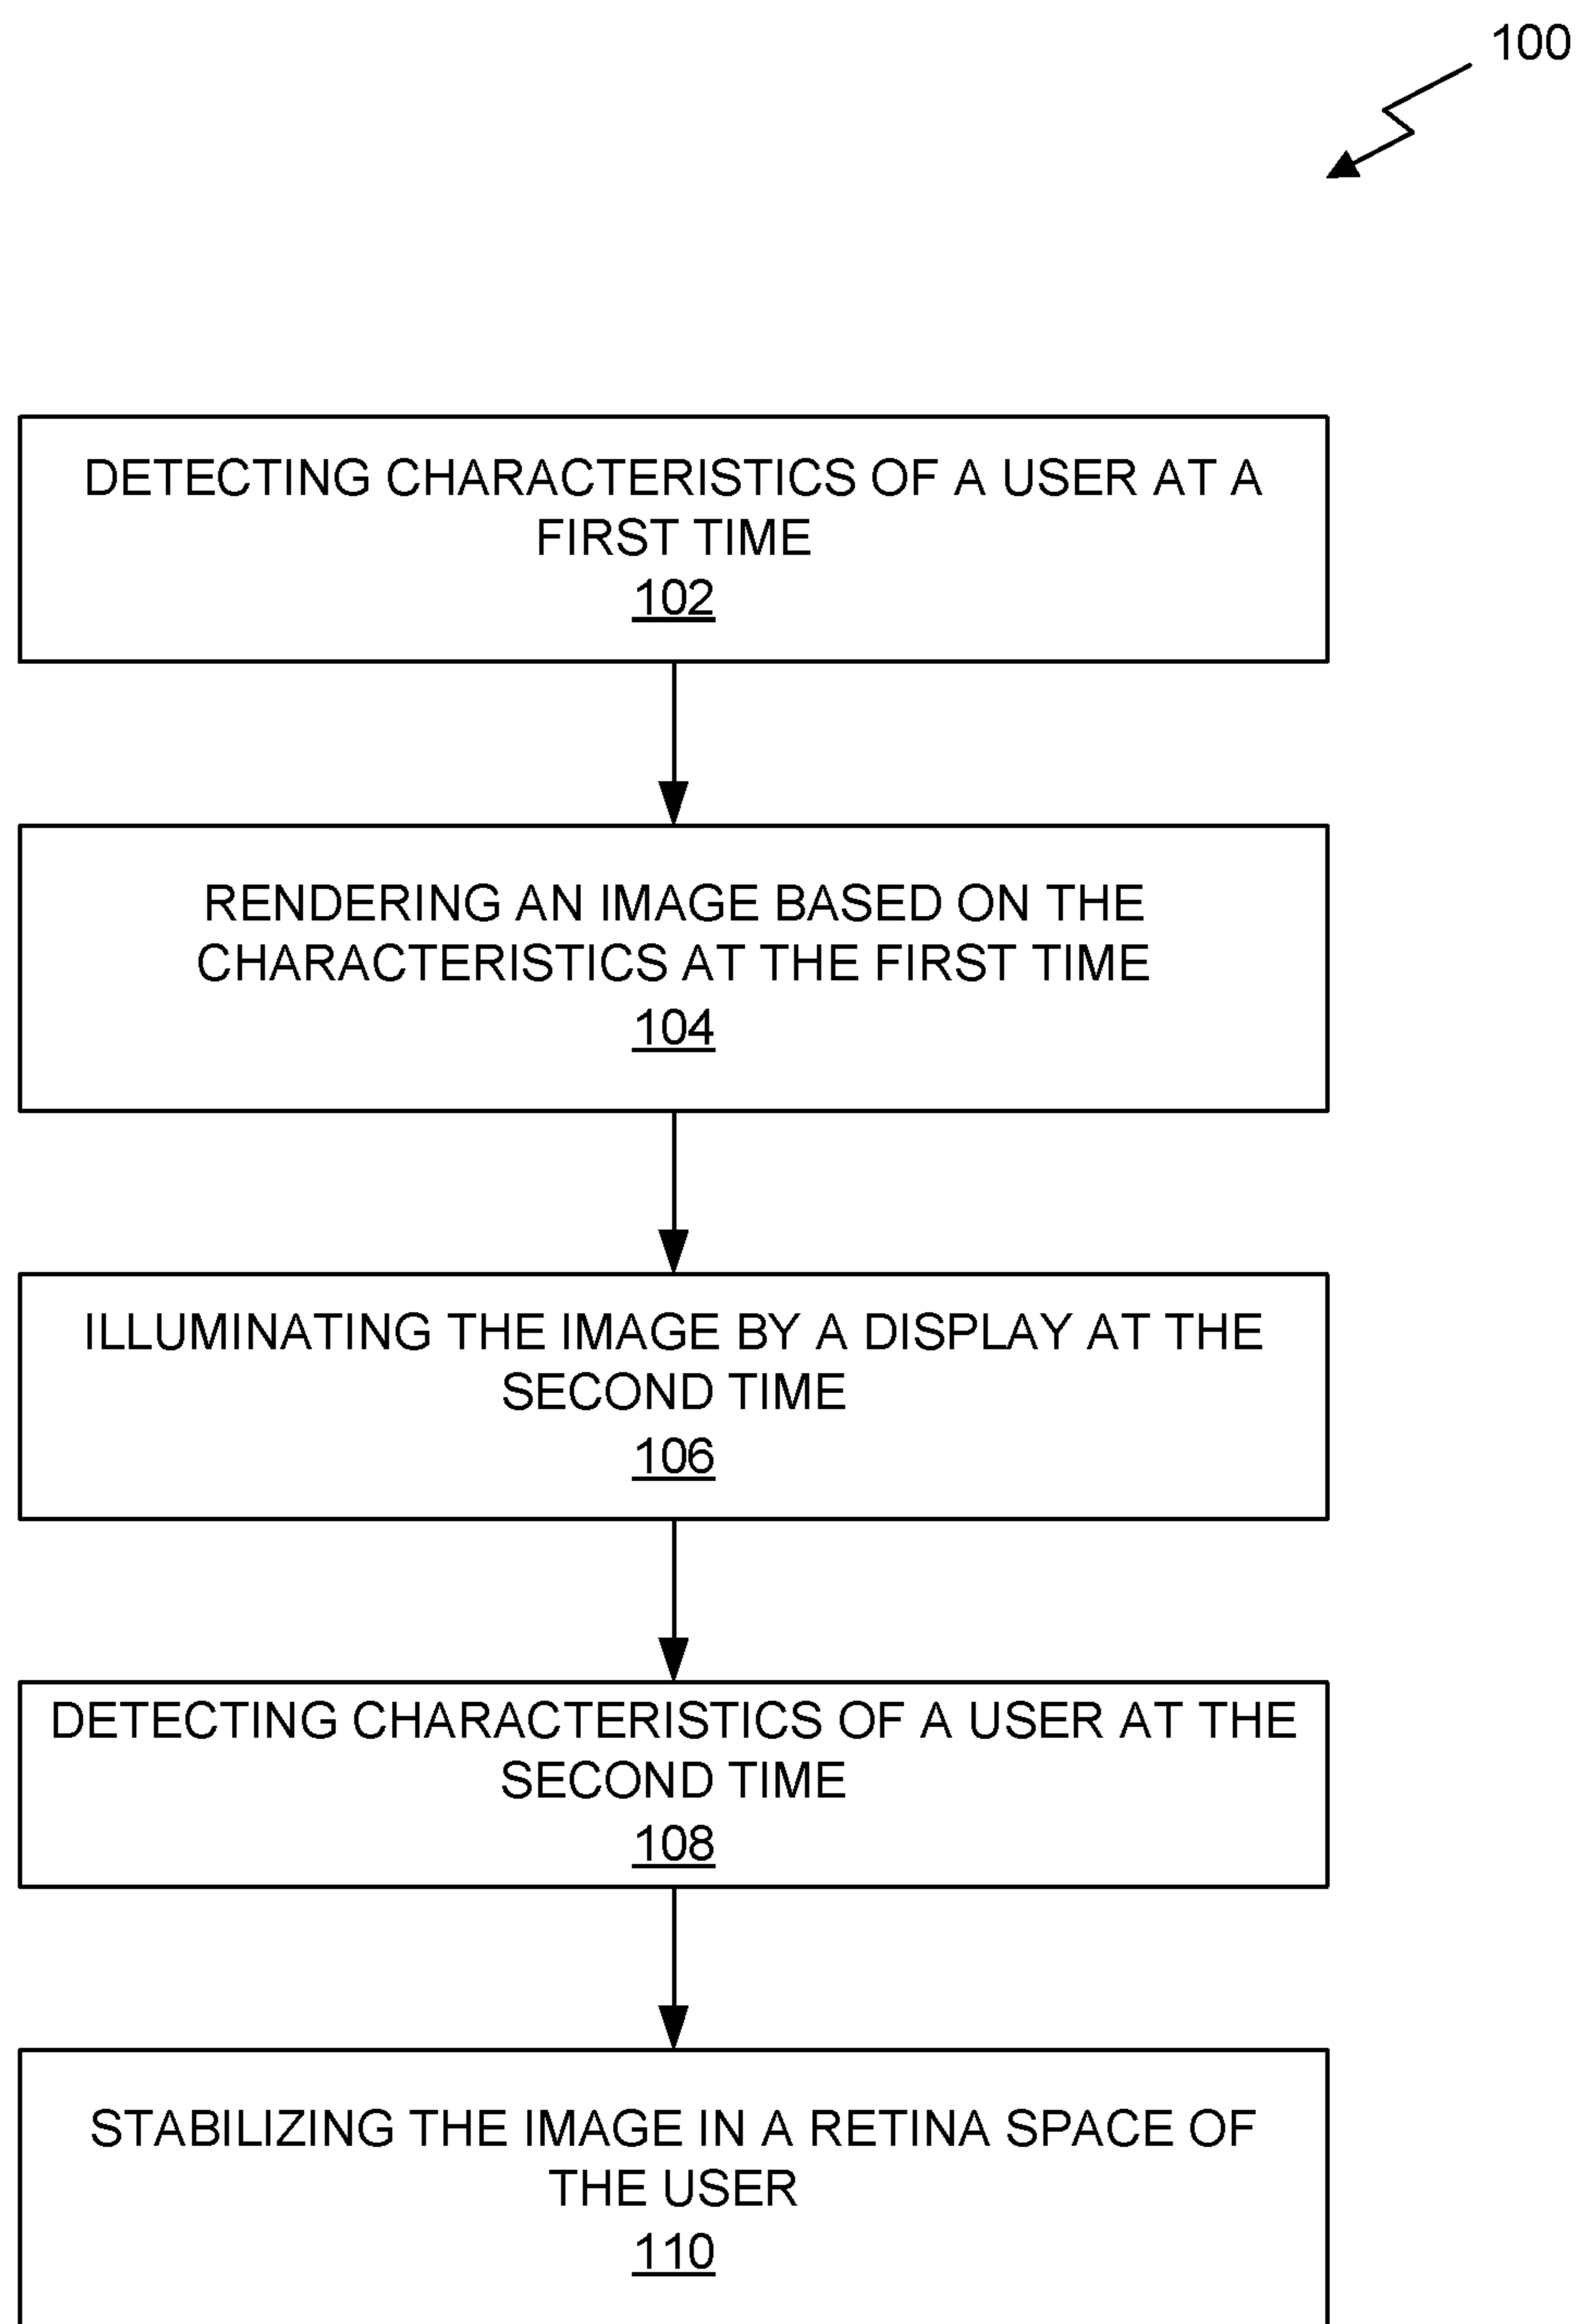 100
DETECTING CHARACTERISTICS OF A USER AT A
FIRST TIME
102
RENDERING AN IMAGE BASED ON THE
CHARACTERISTICS AT THE FIRST TIME
104
ILLUMINATING THE IMAGE BY A DISPLAY AT THE
SECOND TIME
106
DETECTING CHARACTERISTICS OF A USER AT THE
SECOND TIME
108
STABILIZING THE IMAGE IN A RETINA SPACE OF
THE USER
110